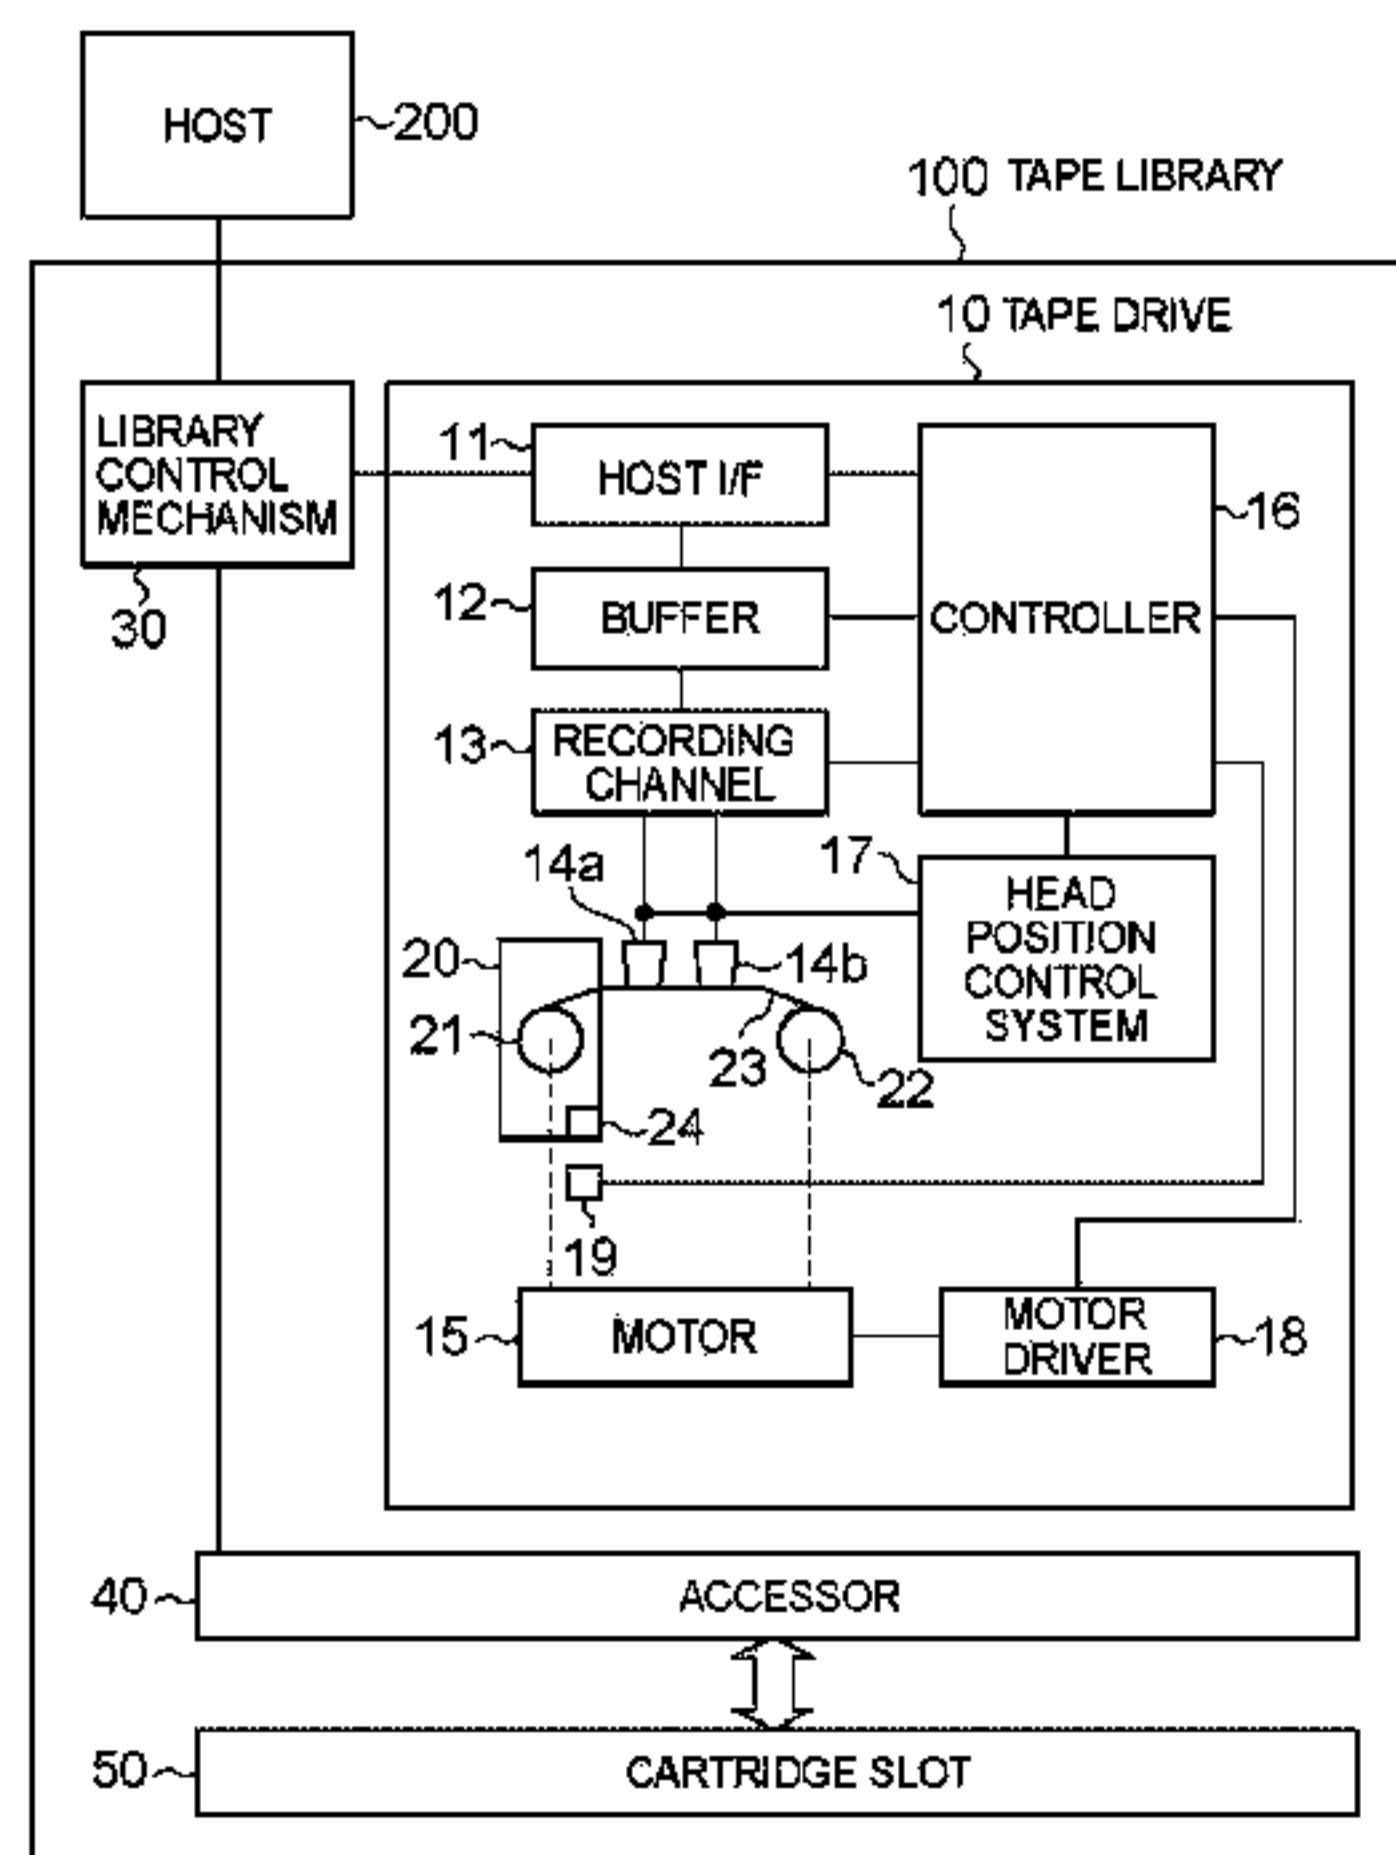 HOST
200
100 TAPE LIBRARY
10 TAPE DRIVE
LIBRARY
CONTROL
MECHANISM
30
11
HOST I/F
16
12
BUFFER
CONTROLLER
13
RECORDING
CHANNEL
14a
17
HEAD
POSITION
CONTROL
SYSTEM
20
14b
21
23
22
24
19
15
MOTOR
MOTOR
DRIVER
18
40
ACCESSOR
50
CARTRIDGE SLOT